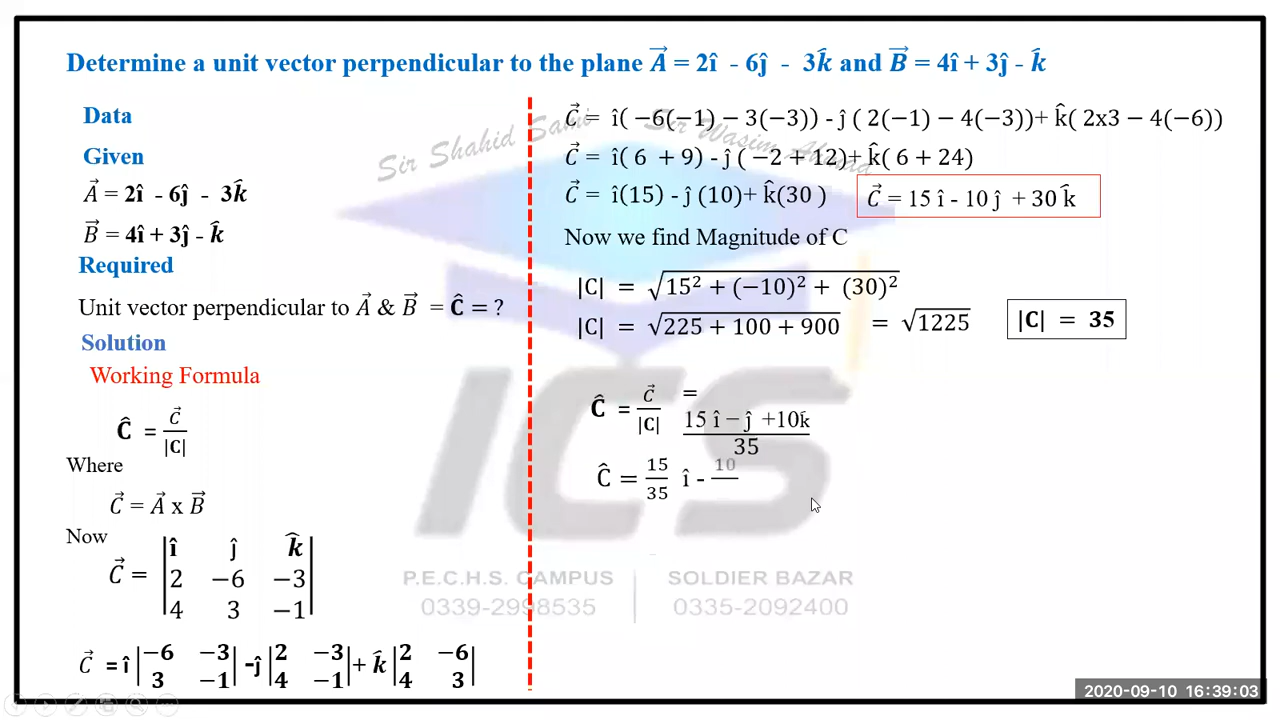 Determine a unit vector perpendicular to the plane A⃗ = 2î - 6ĵ - 3k̂ and B⃗ = 4î + 3ĵ - k̂
Data
Given
A⃗ = 2î - 6ĵ - 3k̂
B⃗ = 4î + 3ĵ - k̂
Required
Unit vector perpendicular to A⃗ & B⃗ = Ĉ = ?
Solution
Working Formula
Ĉ = C⃗ / |C|
Where
C⃗ = A⃗ x B⃗
Now
C⃗ = | î ĵ k̂ |
| 2 −6 −3 |
| 4 3 −1 |
C⃗ = î |−6 −3| -ĵ |2 −3| + k̂ |2 −6|
|3 −1| |4 −1| |4 3|
C⃗ = î( −6(−1) − 3(−3)) - ĵ ( 2(−1) − 4(−3))+ k̂( 2x3 − 4(−6))
C⃗ = î( 6 + 9) - ĵ ( −2 + 12)+ k̂( 6 + 24)
C⃗ = î(15) - ĵ (10)+ k̂(30 )
C⃗ = 15 î - 10 ĵ + 30 k̂
Now we find Magnitude of C
|C| = √(15² + (−10)² + (30)²)
|C| = √(225 + 100 + 900) = √1225
|C| = 35
Ĉ = C⃗ / |C| =
15 î − ĵ +10k̂ / 35
Ĉ = 15/35 î - 10
Sir Shahid Sami
Sir Wasim Ahmad
ICS
P.E.C.H.S. CAMPUS
0339-2998535
SOLDIER BAZAR
0335-2092400
2020-09-10 16:39:03